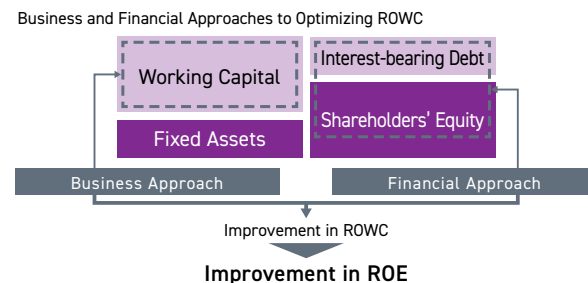 Business and Financial Approaches to Optimizing ROWC
Working Capital
Interest-bearing Debt
Fixed Assets
Shareholders' Equity
Business Approach
Financial Approach
Improvement in ROWC
Improvement in ROE